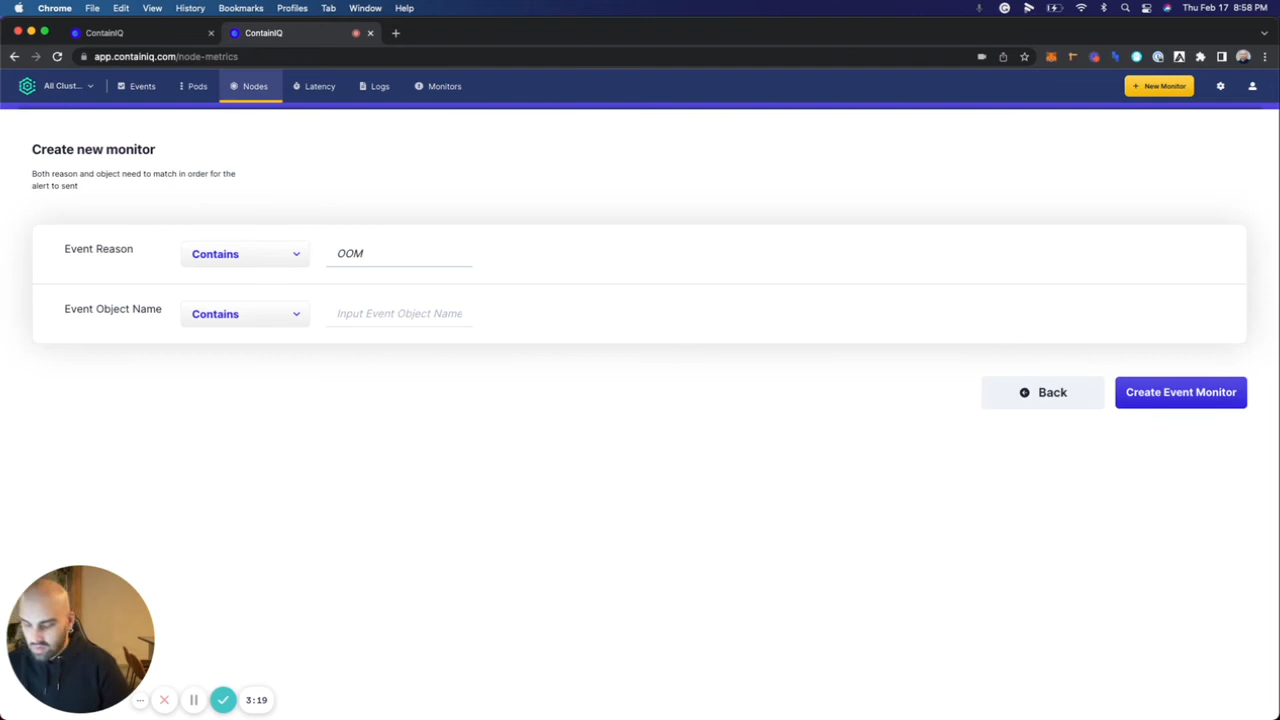 Chrome File Edit View History Bookmarks Profiles Tab Window Help Thu Feb 17 8:58 PM
ContainIQ ContainIQ
app.containiq.com/node-metrics
All Clust... Events Pods Nodes Latency Logs Monitors + New Monitor
Create new monitor
Both reason and object need to match in order for the
alert to sent
Event Reason Contains OOM
Event Object Name Contains Input Event Object Name
Back Create Event Monitor
3:19